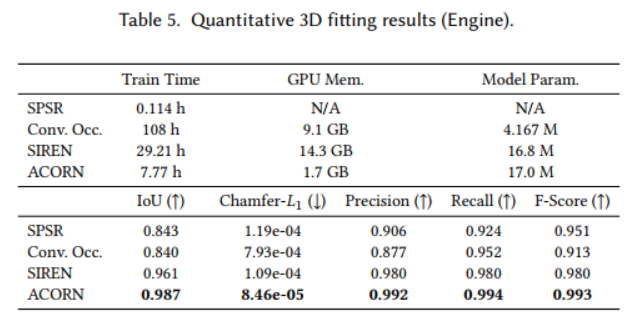 Table 5. Quantitative 3D fitting results (Engine).
Train Time GPU Mem. Model Param.
SPSR 0.114 h N/A N/A
Conv. Occ. 108 h 9.1 GB 4.167 M
SIREN 29.21 h 14.3 GB 16.8 M
ACORN 7.77 h 1.7 GB 17.0 M
IoU (↑) Chamfer-L₁ (↓) Precision (↑) Recall (↑) F-Score (↑)
SPSR 0.843 1.19e-04 0.906 0.924 0.951
Conv. Occ. 0.840 7.93e-04 0.877 0.952 0.913
SIREN 0.961 1.09e-04 0.980 0.980 0.980
ACORN 0.987 8.46e-05 0.992 0.994 0.993